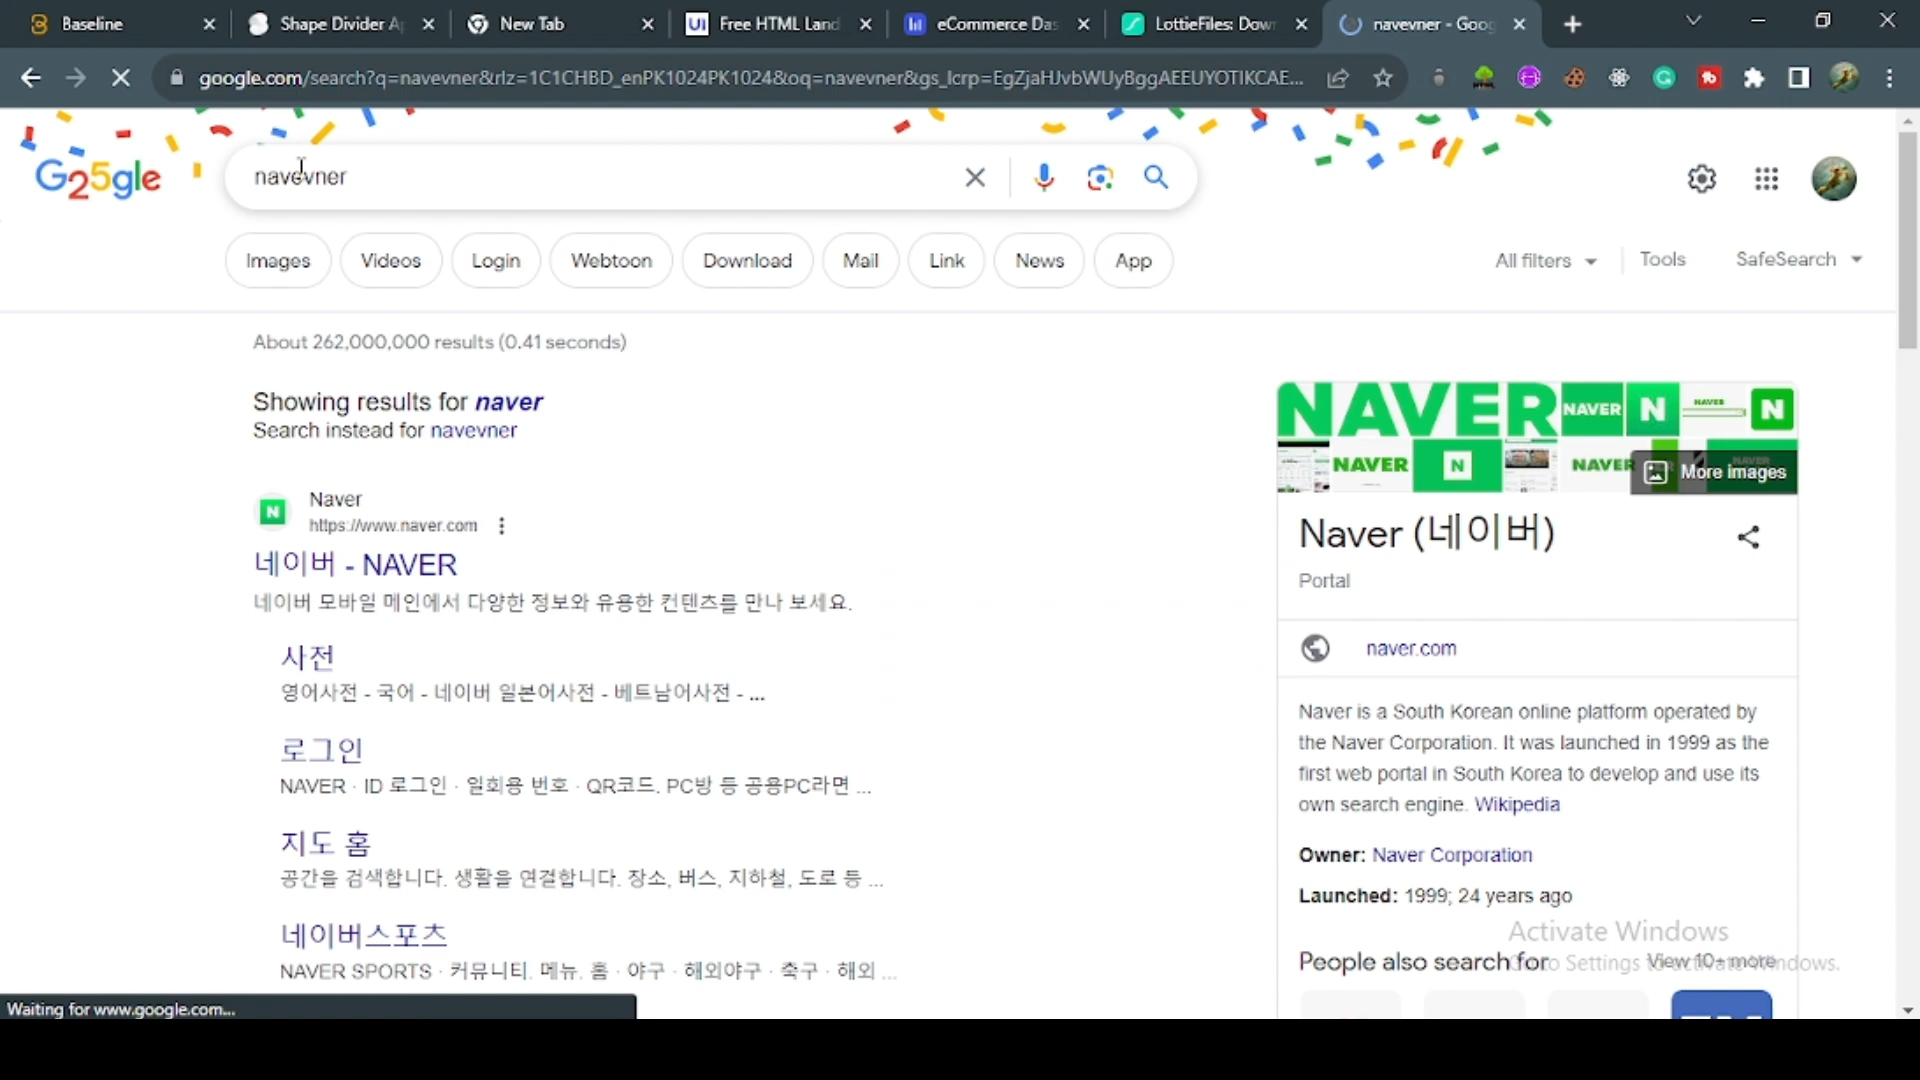 Baseline
Shape Divider A
New Tab
UI Free HTML Land
eCommerce Das
LottieFiles: Dow
navevner - Goog
google.com/search?q=navevner&rlz=1C1CHBD_enPK1024PK1024&oq=navevner&gs_lcrp=EgZjaHJvbWUyBggAEEUYOTIKCAE...
G25gle
navevner
Images
Videos
Login
Webtoon
Download
Mail
Link
News
App
All filters
Tools
SafeSearch
About 262,000,000 results (0.41 seconds)
Showing results for naver
Search instead for navevner
Naver
https://www.naver.com
네이버 - NAVER
네이버 모바일 메인에서 다양한 정보와 유용한 컨텐츠를 만나 보세요.
사전
영어사전 - 국어 - 네이버 일본어사전 - 베트남어사전 - ...
로그인
NAVER · ID 로그인 · 일회용 번호 · QR코드. PC방 등 공용PC라면 ...
지도 홈
공간을 검색합니다. 생활을 연결합니다. 장소, 버스, 지하철, 도로 등 ...
네이버스포츠
NAVER SPORTS · 커뮤니티. 메뉴. 홈 · 야구 · 해외야구 · 축구 · 해외 ...
NAVER NAVER N NAVER N
NAVER N NAVER
More images
Naver (네이버)
Portal
naver.com
Naver is a South Korean online platform operated by
the Naver Corporation. It was launched in 1999 as the
first web portal in South Korea to develop and use its
own search engine. Wikipedia
Owner: Naver Corporation
Launched: 1999; 24 years ago
Activate Windows
Go to Settings to activate Windows.
People also search for
View 10+ more
Waiting for www.google.com...